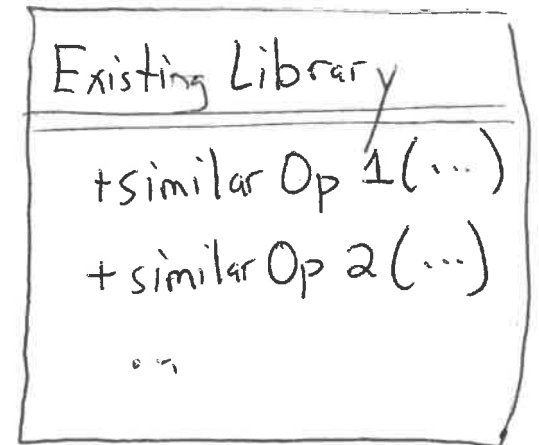 Existing Library
+similar Op 1(...)
+ similar Op 2 (...)
...